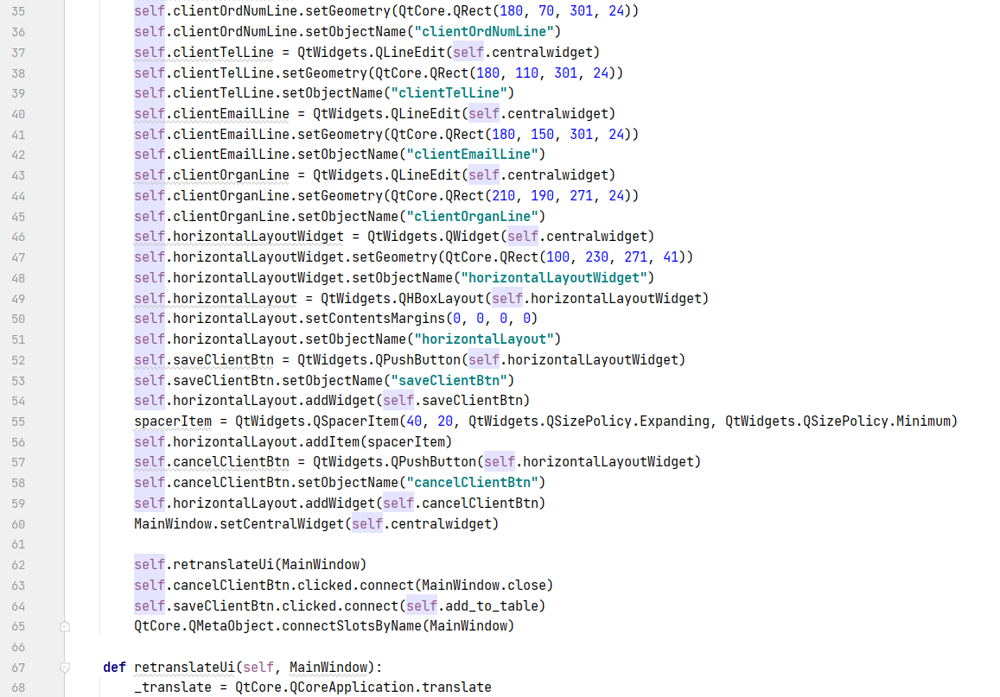 35 self.clientOrdNumLine.setGeometry(QtCore.QRect(180, 70, 301, 24))
36 self.clientOrdNumLine.setObjectName("clientOrdNumLine")
37 self.clientTelLine = QtWidgets.QLineEdit(self.centralwidget)
38 self.clientTelLine.setGeometry(QtCore.QRect(180, 110, 301, 24))
39 self.clientTelLine.setObjectName("clientTelLine")
40 self.clientEmailLine = QtWidgets.QLineEdit(self.centralwidget)
41 self.clientEmailLine.setGeometry(QtCore.QRect(180, 150, 301, 24))
42 self.clientEmailLine.setObjectName("clientEmailLine")
43 self.clientOrganLine = QtWidgets.QLineEdit(self.centralwidget)
44 self.clientOrganLine.setGeometry(QtCore.QRect(210, 190, 271, 24))
45 self.clientOrganLine.setObjectName("clientOrganLine")
46 self.horizontalLayoutWidget = QtWidgets.QWidget(self.centralwidget)
47 self.horizontalLayoutWidget.setGeometry(QtCore.QRect(100, 230, 271, 41))
48 self.horizontalLayoutWidget.setObjectName("horizontalLayoutWidget")
49 self.horizontalLayout = QtWidgets.QHBoxLayout(self.horizontalLayoutWidget)
50 self.horizontalLayout.setContentsMargins(0, 0, 0, 0)
51 self.horizontalLayout.setObjectName("horizontalLayout")
52 self.saveClientBtn = QtWidgets.QPushButton(self.horizontalLayoutWidget)
53 self.saveClientBtn.setObjectName("saveClientBtn")
54 self.horizontalLayout.addWidget(self.saveClientBtn)
55 spacerItem = QtWidgets.QSpacerItem(40, 20, QtWidgets.QSizePolicy.Expanding, QtWidgets.QSizePolicy.Minimum)
56 self.horizontalLayout.addItem(spacerItem)
57 self.cancelClientBtn = QtWidgets.QPushButton(self.horizontalLayoutWidget)
58 self.cancelClientBtn.setObjectName("cancelClientBtn")
59 self.horizontalLayout.addWidget(self.cancelClientBtn)
60 MainWindow.setCentralWidget(self.centralwidget)
61
62 self.retranslateUi(MainWindow)
63 self.cancelClientBtn.clicked.connect(MainWindow.close)
64 self.saveClientBtn.clicked.connect(self.add_to_table)
65 QtCore.QMetaObject.connectSlotsByName(MainWindow)
66
67 def retranslateUi(self, MainWindow):
68 _translate = QtCore.QCoreApplication.translate